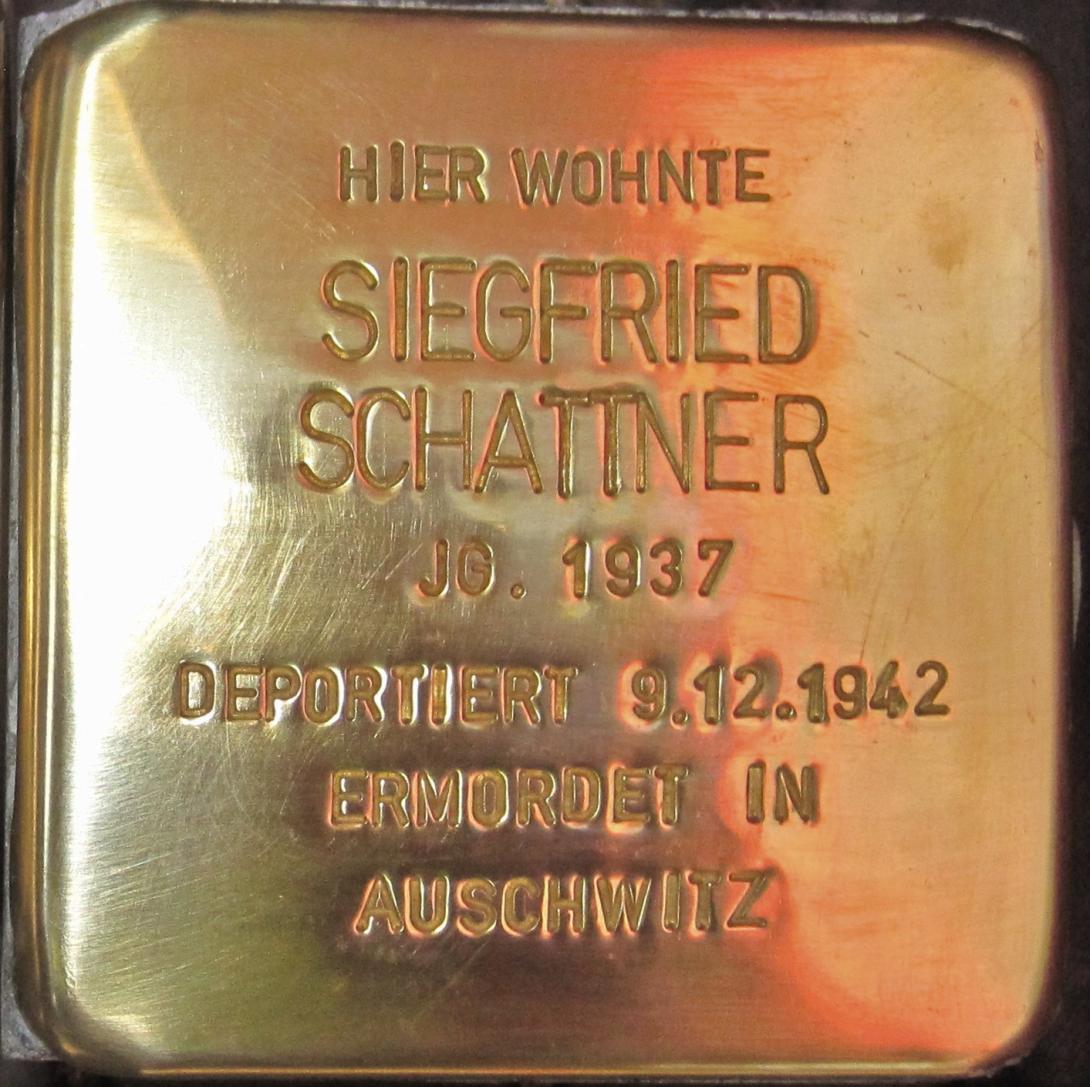 HIER WOHNTE
SIEGFRIED
SCHATTNER
JG. 1937
DEPORTIERT 9.12.1942
ERMORDET IN
AUSCHWITZ